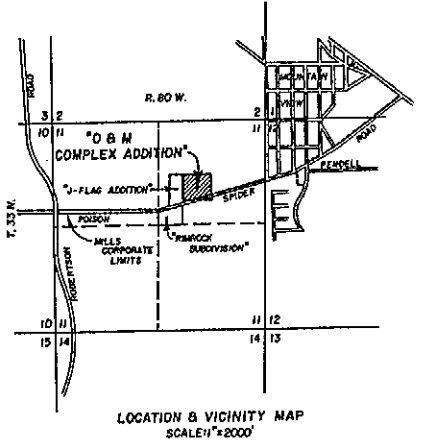 ROAD
R. 80 W.
3 2
10 11
2 1
11 12
MOUNTAIN
VIEW
"O & M
COMPLEX ADDITION"
"J-FLAG ADDITION"
SPIDER
ROAD
PENDELL
T. 33 N.
POISON
MILLS
CORPORATE
LIMITS
"RIMROCK
SUBDIVISION"
ROBERTSON
10 11
15 14
11 12
14 13
LOCATION & VICINITY MAP
SCALE: 1"=2000'